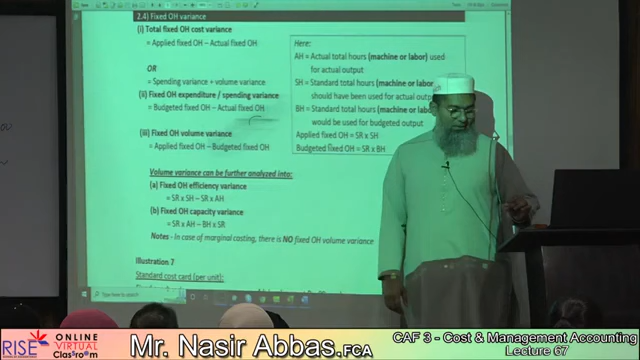 2.4) Fixed OH variance
(i) Total fixed OH cost variance
= Applied fixed OH – Actual fixed OH
OR
= Spending variance + volume variance
(ii) Fixed OH expenditure / spending variance
= Budgeted fixed OH – Actual fixed OH
(iii) Fixed OH volume variance
= Applied fixed OH – Budgeted fixed OH
Here:
AH = Actual total hours (machine or labor) used
for actual output
SH = Standard total hours (machine or labor)
should have been used for actual output
BH = Standard total hours (machine or labor)
would be used for budgeted output
Applied fixed OH = SR x SH
Budgeted fixed OH = SR x BH
Volume variance can be further analyzed into:
(a) Fixed OH efficiency variance
= SR x SH – SR x AH
(b) Fixed OH capacity variance
= SR x AH – BH x SR
Notes - In case of marginal costing, there is NO fixed OH volume variance
Illustration 7
Standard cost card (per unit):
Type here to search
RISE
ONLINE
VIRTUAL
Classroom
Mr. Nasir Abbas.FCA
CAF 3 - Cost & Management Accounting
Lecture 67